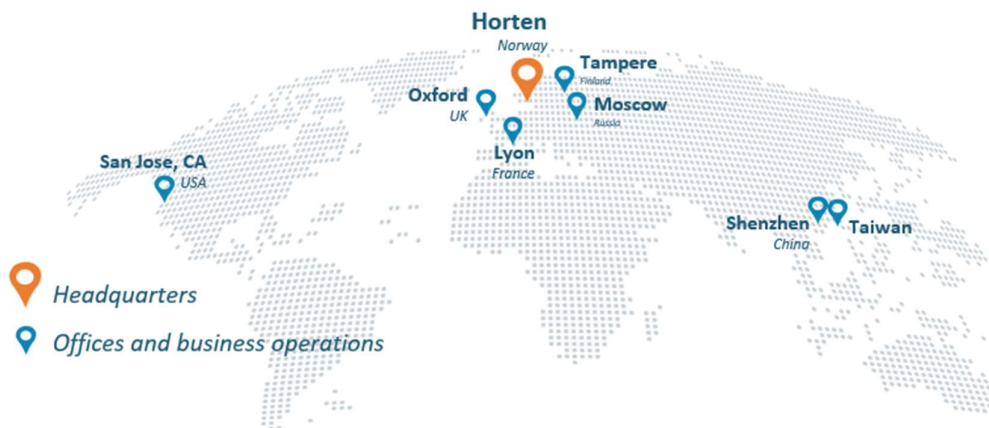 Horten
Norway
Tampere
Finland
Oxford
UK
Moscow
Russia
Lyon
France
San Jose, CA
USA
Shenzhen
China
Taiwan
Headquarters
Offices and business operations